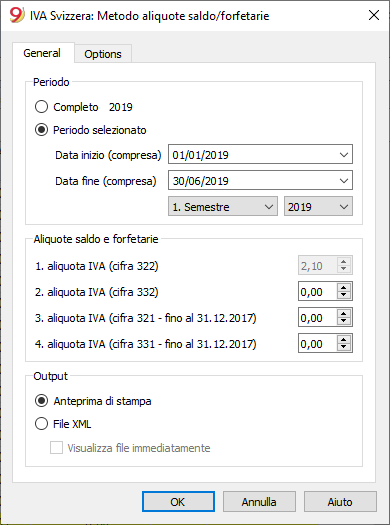 IVA Svizzera: Metodo aliquote saldo/forfetarie
General
Options
Periodo
Completo 2019
Periodo selezionato
Data inizio (compresa) 01/01/2019
Data fine (compresa) 30/06/2019
1. Semestre 2019
Aliquote saldo e forfetarie
1. aliquota IVA (cifra 322) 2,10
2. aliquota IVA (cifra 332) 0,00
3. aliquota IVA (cifra 321 - fino al 31.12.2017) 0,00
4. aliquota IVA (cifra 331 - fino al 31.12.2017) 0,00
Output
Anteprima di stampa
File XML
Visualizza file immediatamente
OK Annulla Aiuto